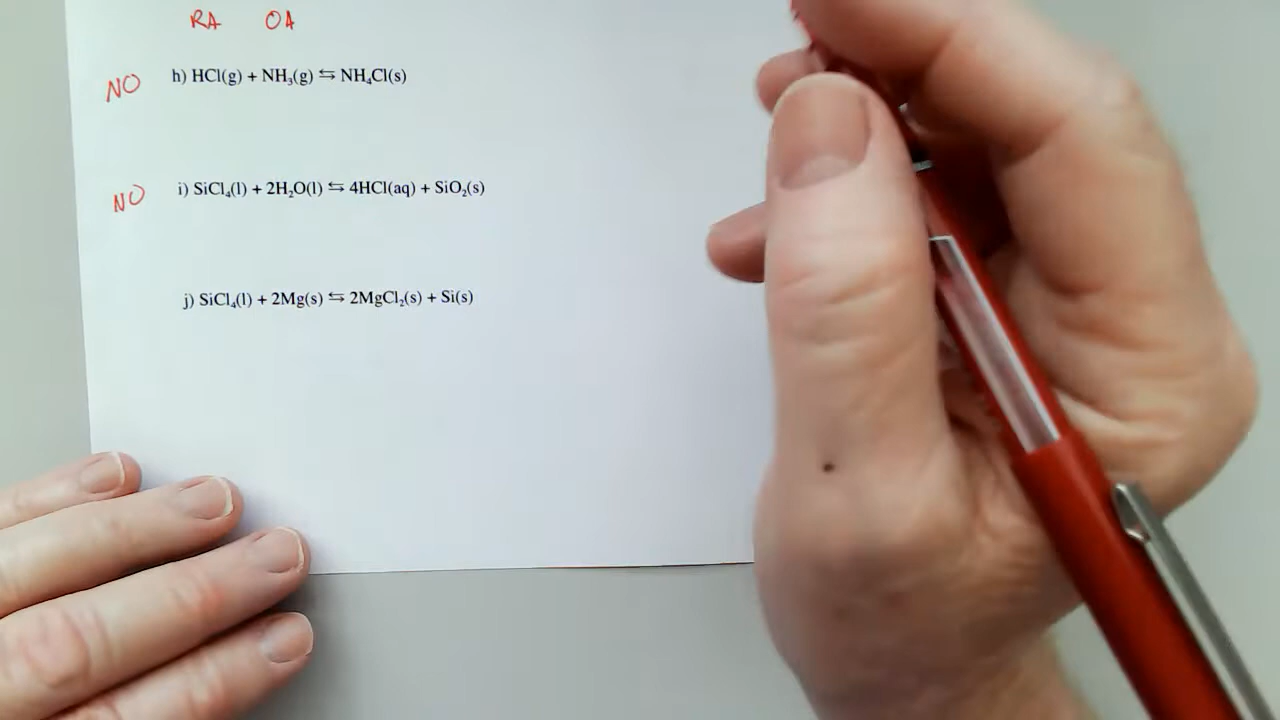 RA OA
NO h) HCl(g) + NH₃(g) ⇆ NH₄Cl(s)
NO i) SiCl₄(l) + 2H₂O(l) ⇆ 4HCl(aq) + SiO₂(s)
j) SiCl₄(l) + 2Mg(s) ⇆ 2MgCl₂(s) + Si(s)